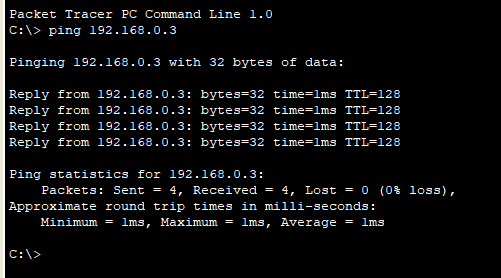 Packet Tracer PC Command Line 1.0
C:\> ping 192.168.0.3
Pinging 192.168.0.3 with 32 bytes of data:
Reply from 192.168.0.3: bytes=32 time=1ms TTL=128
Reply from 192.168.0.3: bytes=32 time=1ms TTL=128
Reply from 192.168.0.3: bytes=32 time=1ms TTL=128
Reply from 192.168.0.3: bytes=32 time=1ms TTL=128
Ping statistics for 192.168.0.3:
    Packets: Sent = 4, Received = 4, Lost = 0 (0% loss),
Approximate round trip times in milli-seconds:
    Minimum = 1ms, Maximum = 1ms, Average = 1ms
C:\>